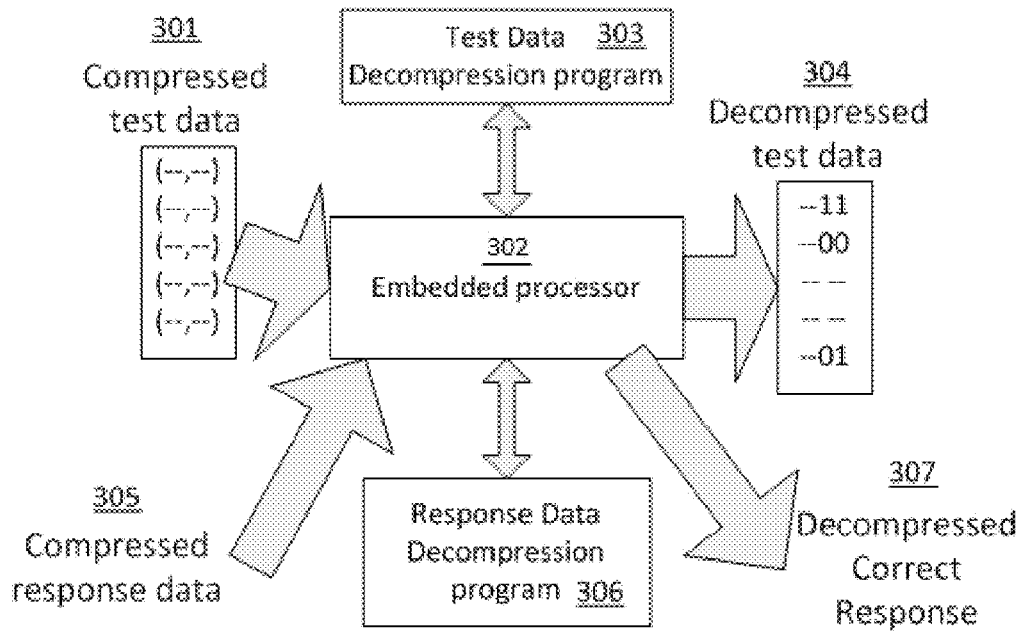 301
Compressed
test data
(--,--)
(--,--)
(--,--)
(--,--)
(--,--)
Test Data 303
Decompression program
304
Decompressed
test data
--11
--00
-- --
-- --
--01
302
Embedded processor
305
Compressed
response data
Response Data
Decompression
program 306
307
Decompressed
Correct
Response